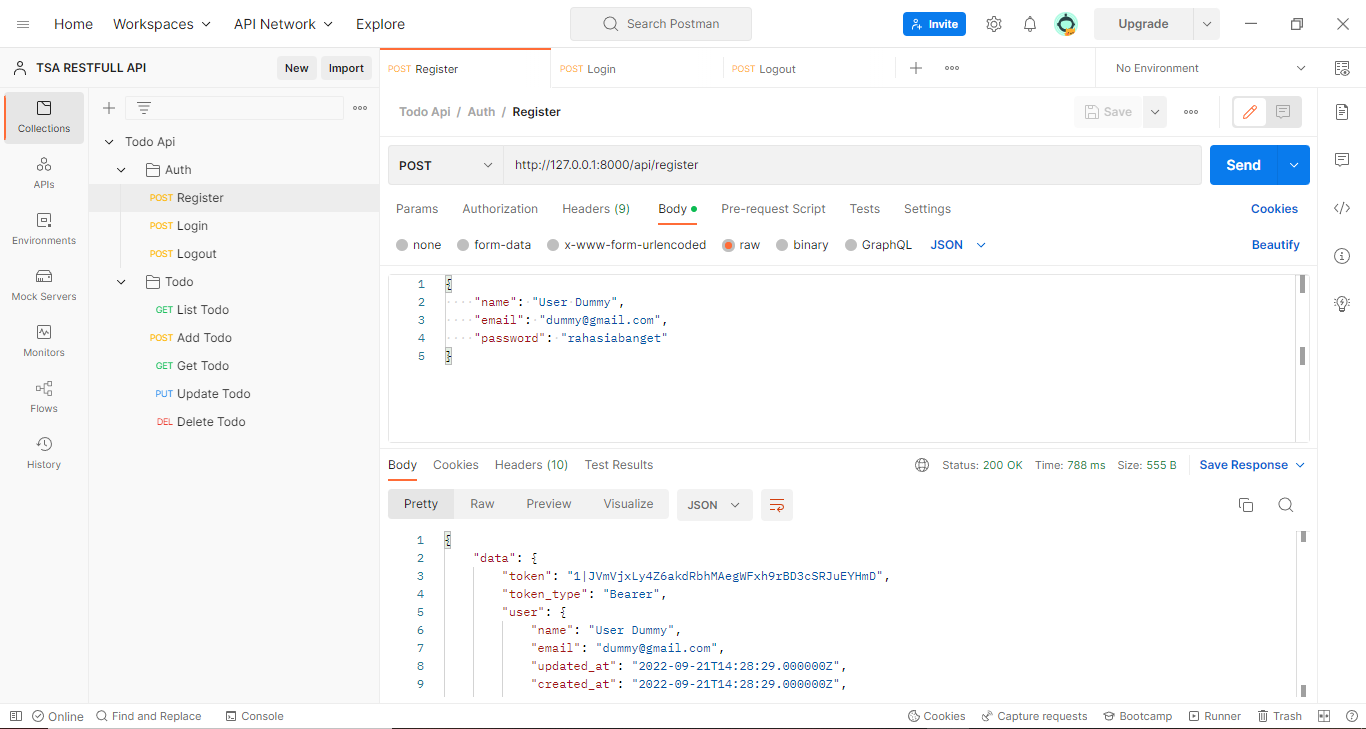 Home Workspaces API Network Explore Search Postman Invite Upgrade
TSA RESTFULL API New Import POST Register POST Login POST Logout No Environment
Collections
APIs
Environments
Mock Servers
Monitors
Flows
History
Todo Api
Auth
POST Register
POST Login
POST Logout
Todo
GET List Todo
POST Add Todo
GET Get Todo
PUT Update Todo
DEL Delete Todo
Todo Api / Auth / Register Save
POST http://127.0.0.1:8000/api/register Send
Params Authorization Headers (9) Body Pre-request Script Tests Settings Cookies
none form-data x-www-form-urlencoded raw binary GraphQL JSON Beautify
1 {
2 "name": "User Dummy",
3 "email": "dummy@gmail.com",
4 "password": "rahasiabanget"
5 }
Body Cookies Headers (10) Test Results Status: 200 OK Time: 788 ms Size: 555 B Save Response
Pretty Raw Preview Visualize JSON
1 {
2 "data": {
3 "token": "1|JVmVjxLy4Z6akdRbhMAegWFxh9rBD3cSRJuEYHmD",
4 "token_type": "Bearer",
5 "user": {
6 "name": "User Dummy",
7 "email": "dummy@gmail.com",
8 "updated_at": "2022-09-21T14:28:29.000000Z",
9 "created_at": "2022-09-21T14:28:29.000000Z",
Online Find and Replace Console Cookies Capture requests Bootcamp Runner Trash